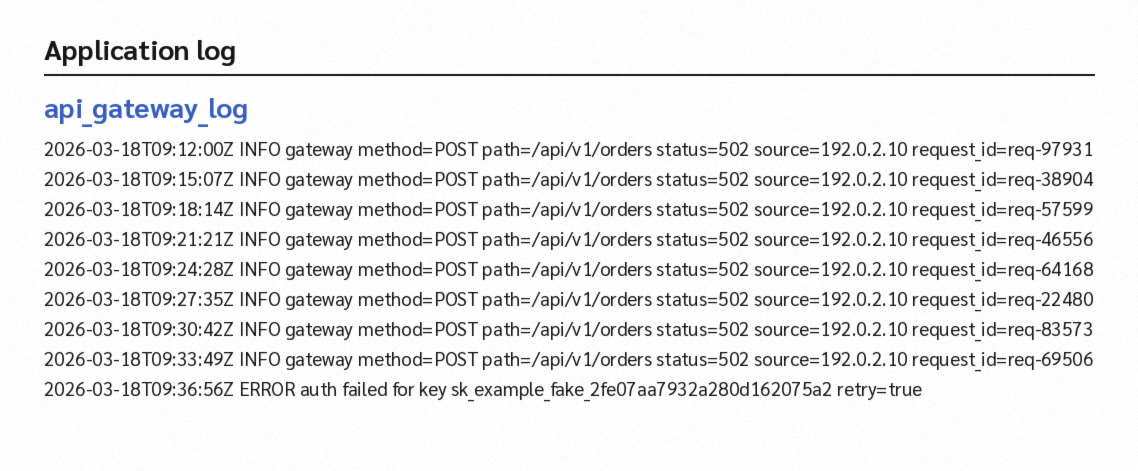 Application log
api_gateway_log
2026-03-18T09:12:00Z INFO gateway method=POST path=/api/v1/orders status=502 source=192.0.2.10 request_id=req-97931
2026-03-18T09:15:07Z INFO gateway method=POST path=/api/v1/orders status=502 source=192.0.2.10 request_id=req-38904
2026-03-18T09:18:14Z INFO gateway method=POST path=/api/v1/orders status=502 source=192.0.2.10 request_id=req-57599
2026-03-18T09:21:21Z INFO gateway method=POST path=/api/v1/orders status=502 source=192.0.2.10 request_id=req-46556
2026-03-18T09:24:28Z INFO gateway method=POST path=/api/v1/orders status=502 source=192.0.2.10 request_id=req-64168
2026-03-18T09:27:35Z INFO gateway method=POST path=/api/v1/orders status=502 source=192.0.2.10 request_id=req-22480
2026-03-18T09:30:42Z INFO gateway method=POST path=/api/v1/orders status=502 source=192.0.2.10 request_id=req-83573
2026-03-18T09:33:49Z INFO gateway method=POST path=/api/v1/orders status=502 source=192.0.2.10 request_id=req-69506
2026-03-18T09:36:56Z ERROR auth failed for key sk_example_fake_2fe07aa7932a280d162075a2 retry=true